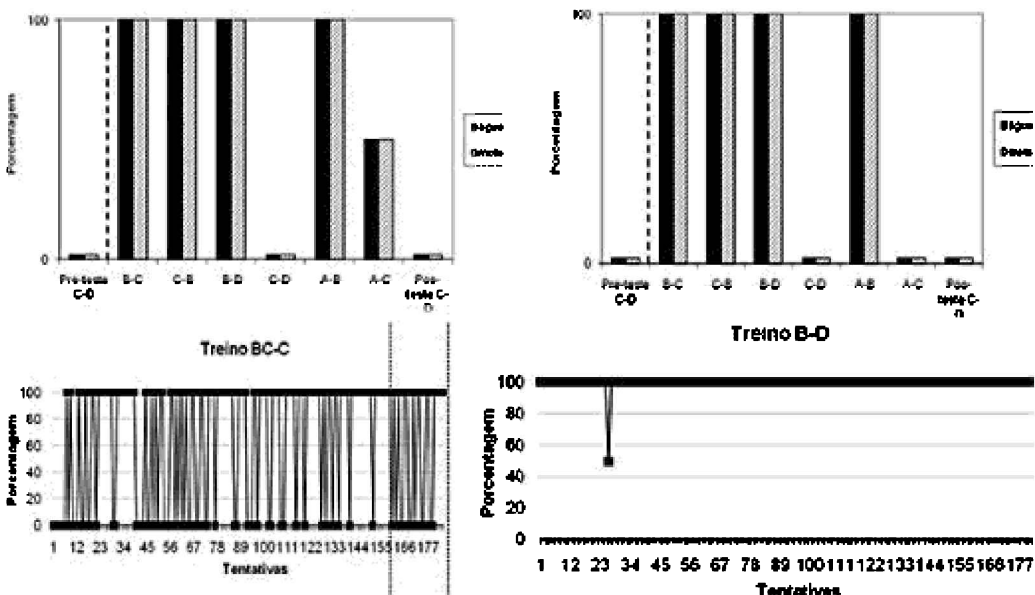 100
Porcentagem
0
Pre-teste C-D
B-C
C-B
B-D
C-D
A-B
A-C
Pos-teste C-D
100
Porcentagem
0
Pre-teste C-D
B-C
C-B
B-D
C-D
A-B
A-C
Pos-teste C-D
Treino BC-C
100
80
60
40
20
0
Porcentagem
1 12 23 34 45 56 67 78 89 100 111 122 133 144 155 166 177
Tentativas
Treino B-D
100
80
60
40
20
0
Porcentagem
1 12 23 34 45 56 67 78 89 100 111 122 133 144 155 166 177
Tentativas